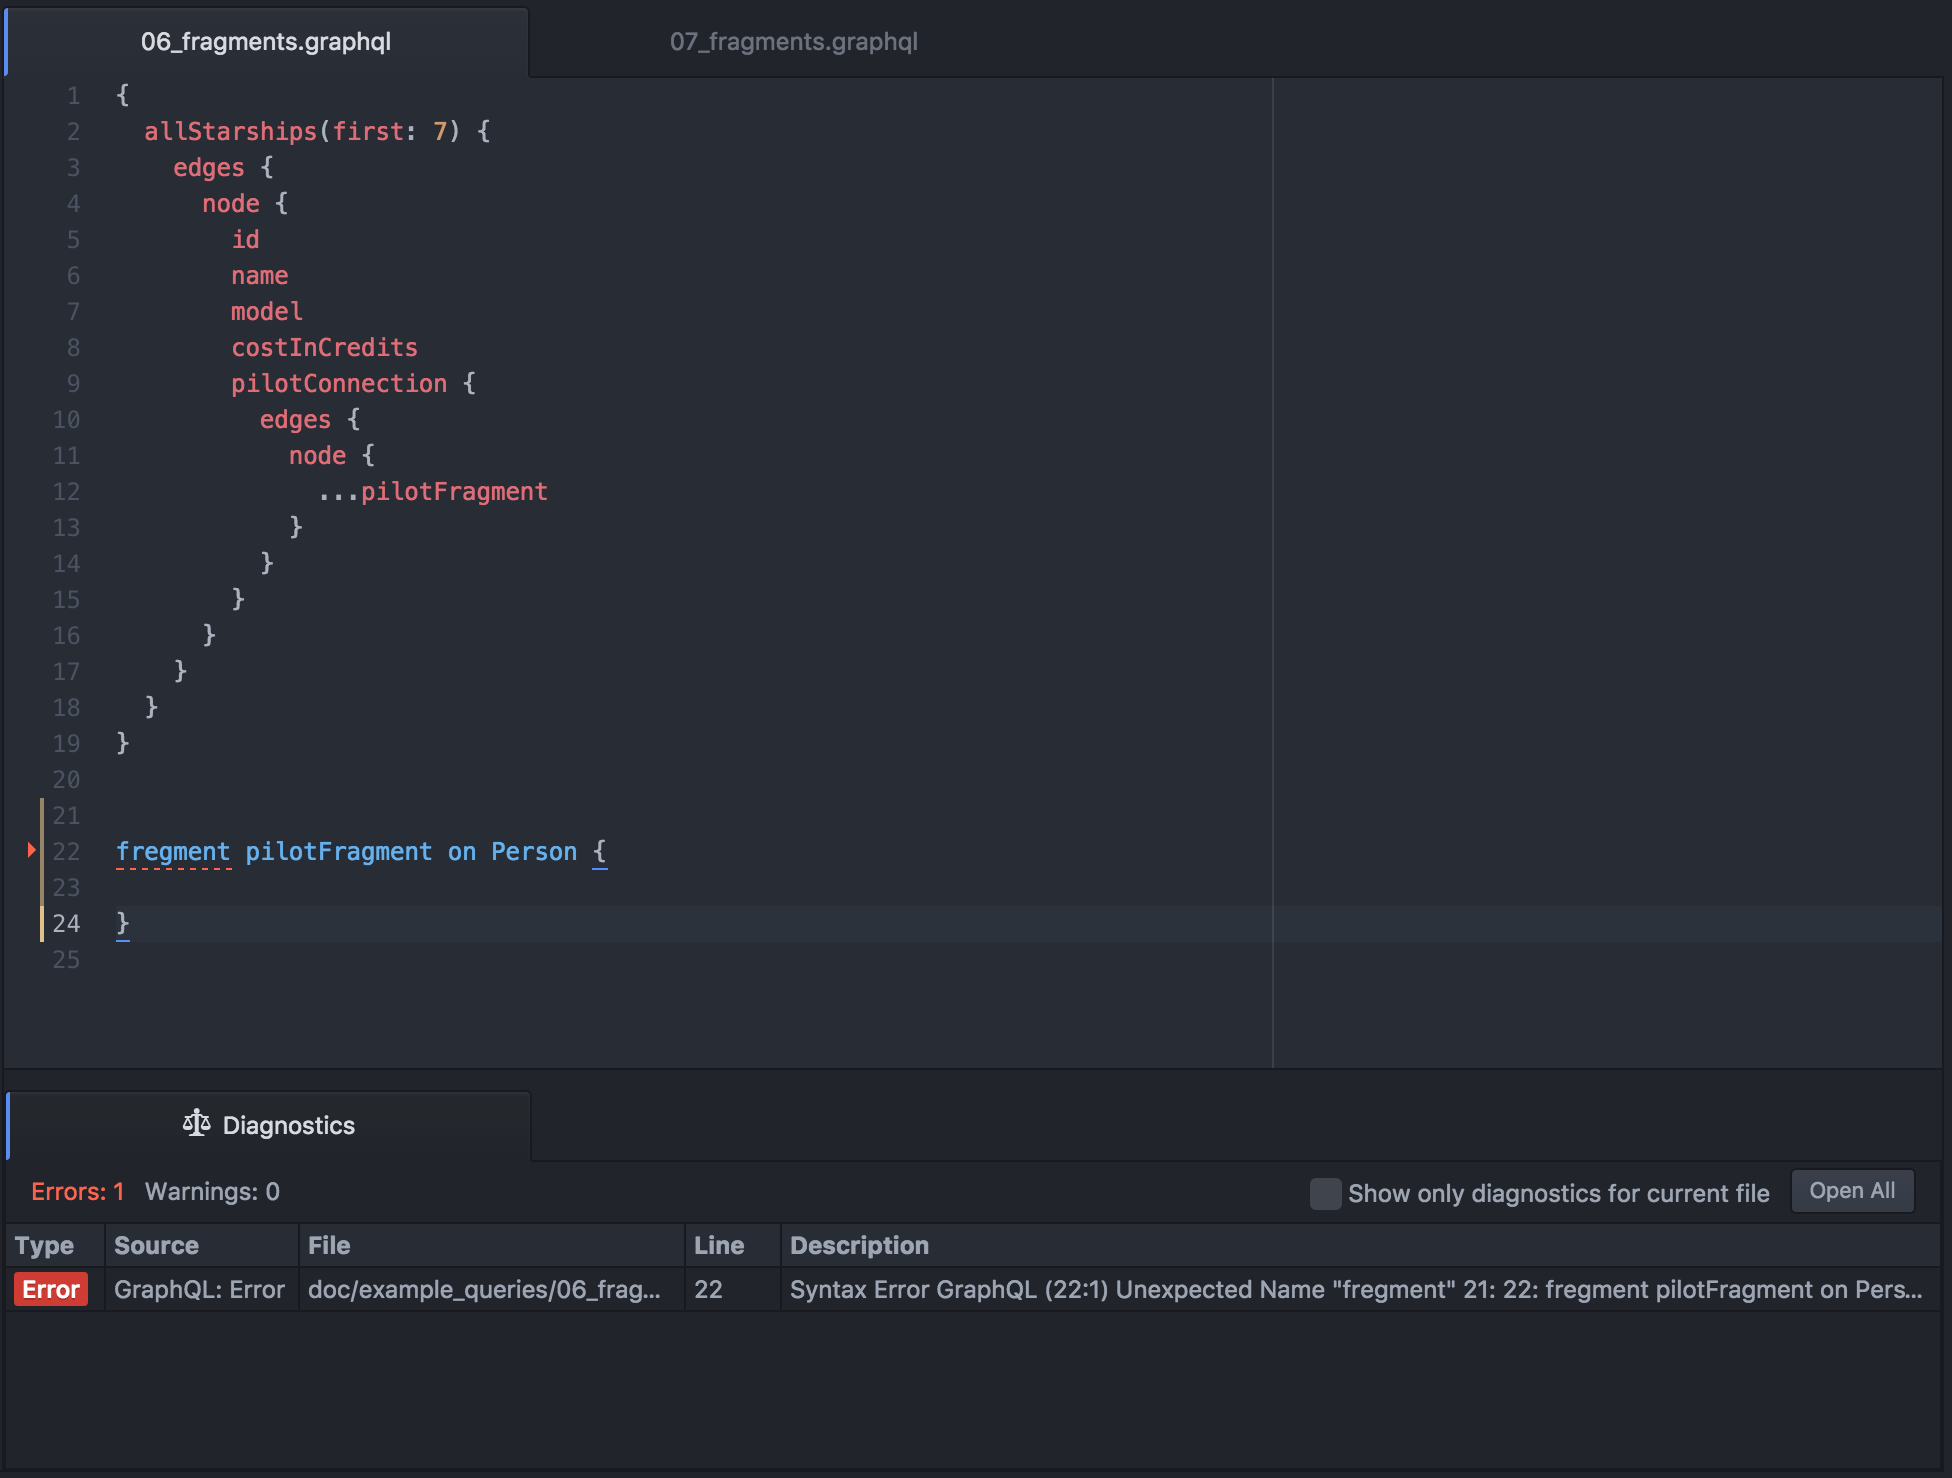 06_fragments.graphql 07_fragments.graphql
1 {
2 allStarships(first: 7) {
3 edges {
4 node {
5 id
6 name
7 model
8 costInCredits
9 pilotConnection {
10 edges {
11 node {
12 ...pilotFragment
13 }
14 }
15 }
16 }
17 }
18 }
19 }
20
21
22 fregment pilotFragment on Person {
23
24 }
25
Diagnostics
Errors: 1 Warnings: 0 Show only diagnostics for current file Open All
Type Source File Line Description
Error GraphQL: Error doc/example_queries/06_frag... 22 Syntax Error GraphQL (22:1) Unexpected Name "fregment" 21: 22: fregment pilotFragment on Pers...